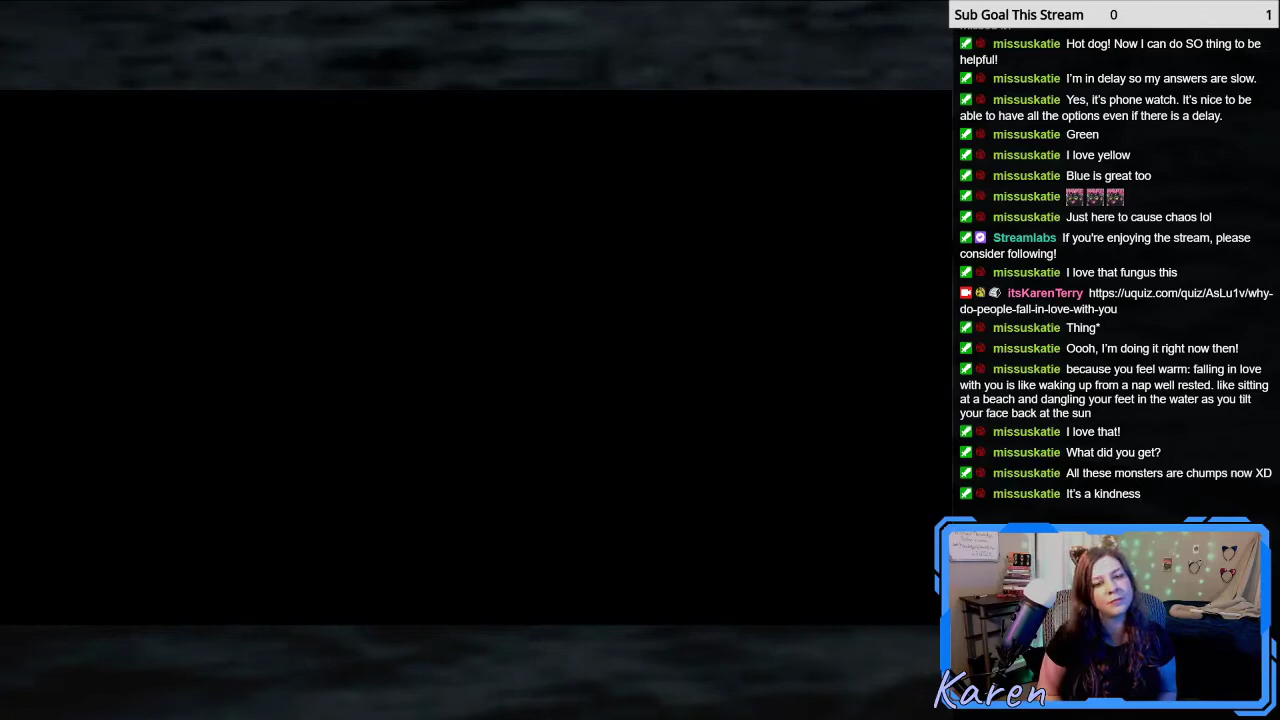 Sub Goal This Stream 0 1
missuskatie Hot dog! Now I can do SO thing to be
helpful!
missuskatie I'm in delay so my answers are slow.
missuskatie Yes, it's phone watch. It's nice to be
able to have all the options even if there is a delay.
missuskatie Green
missuskatie I love yellow
missuskatie Blue is great too
missuskatie
missuskatie Just here to cause chaos lol
Streamlabs If you're enjoying the stream, please
consider following!
missuskatie I love that fungus this
itsKarenTerry https://uquiz.com/quiz/AsLu1v/why-
do-people-fall-in-love-with-you
missuskatie Thing*
missuskatie Oooh, I'm doing it right now then!
missuskatie because you feel warm: falling in love
with you is like waking up from a nap well rested. like sitting
at a beach and dangling your feet in the water as you tilt
your face back at the sun
missuskatie I love that!
missuskatie What did you get?
missuskatie All these monsters are chumps now XD
missuskatie It's a kindness
Karen